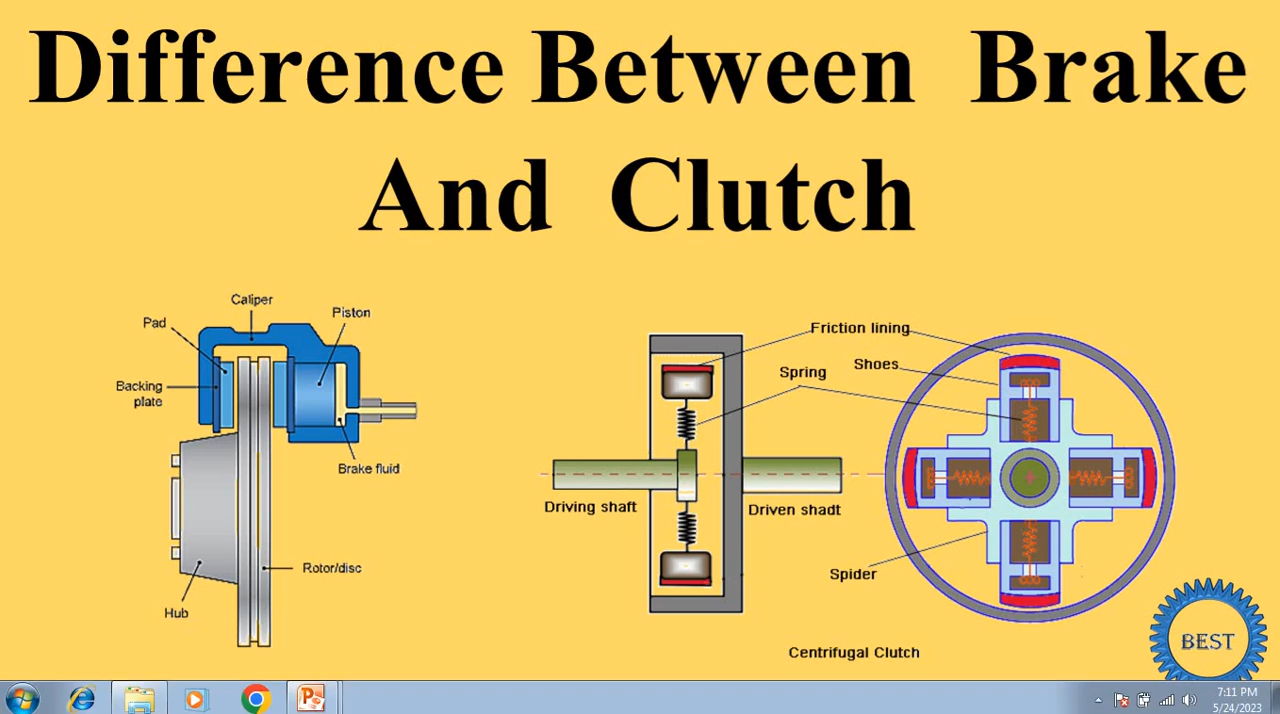 Difference Between Brake
And Clutch
Caliper
Pad
Piston
Backing
plate
Brake fluid
Rotor/disc
Hub
Friction lining
Shoes
Spring
Driving shaft
Driven shadt
Spider
Centrifugal Clutch
BEST
7:11 PM
5/24/2023